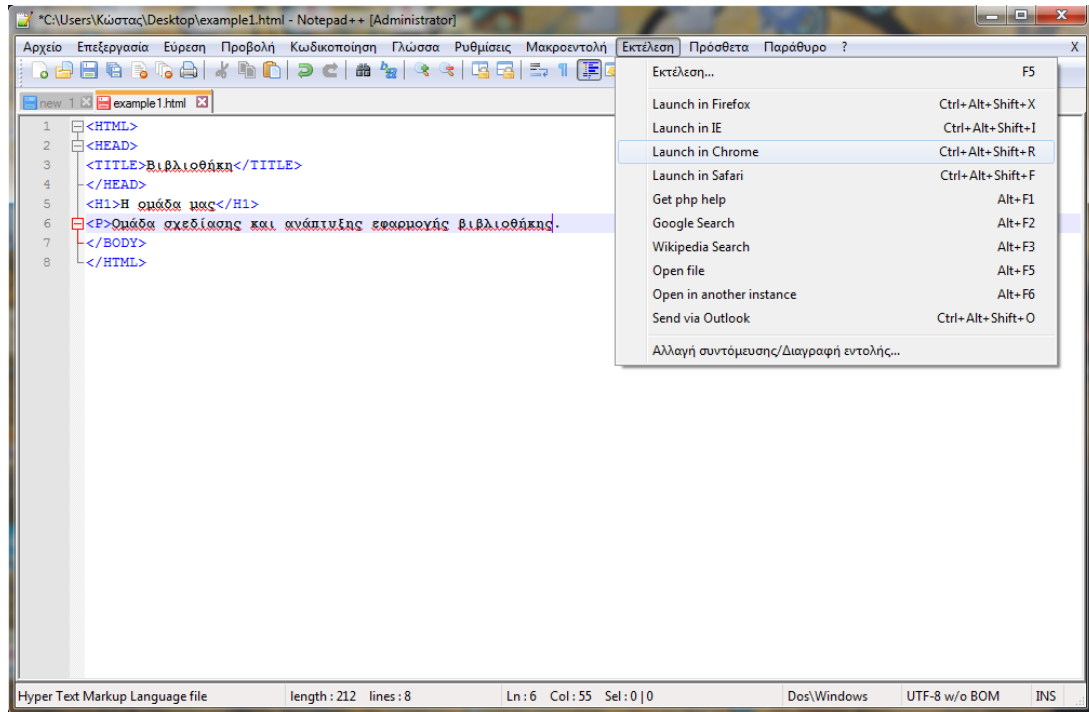 *C:\Users\Κώστας\Desktop\example1.html - Notepad++ [Administrator]
Αρχείο Επεξεργασία Εύρεση Προβολή Κωδικοποίηση Γλώσσα Ρυθμίσεις Μακροεντολή Εκτέλεση Πρόσθετα Παράθυρο ? X
new 1 example1.html
1 <HTML>
2 <HEAD>
3 <TITLE>Βιβλιοθήκη</TITLE>
4 </HEAD>
5 <H1>Η ομάδα μας</H1>
6 <P>Ομάδα σχεδίασης και ανάπτυξης εφαρμογής βιβλιοθήκης.
7 </BODY>
8 </HTML>
Εκτέλεση... F5
Launch in Firefox Ctrl+Alt+Shift+X
Launch in IE Ctrl+Alt+Shift+I
Launch in Chrome Ctrl+Alt+Shift+R
Launch in Safari Ctrl+Alt+Shift+F
Get php help Alt+F1
Google Search Alt+F2
Wikipedia Search Alt+F3
Open file Alt+F5
Open in another instance Alt+F6
Send via Outlook Ctrl+Alt+Shift+O
Αλλαγή συντόμευσης/Διαγραφή εντολής...
Hyper Text Markup Language file length : 212 lines : 8 Ln : 6 Col : 55 Sel : 0 | 0 Dos\Windows UTF-8 w/o BOM INS